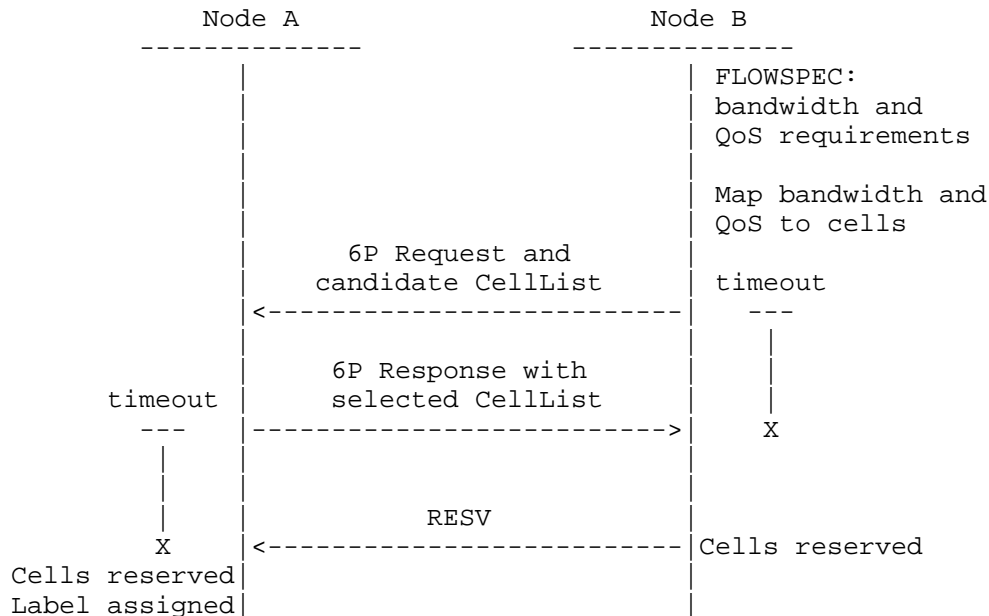 Node A Node B
-------------- --------------
FLOWSPEC:
bandwidth and
QoS requirements
Map bandwidth and
QoS to cells
6P Request and
candidate CellList timeout
<--------------------------| ---
6P Response with
timeout selected CellList
--- |-------------------------->| X
RESV
X <--------------------------|Cells reserved
Cells reserved
Label assigned